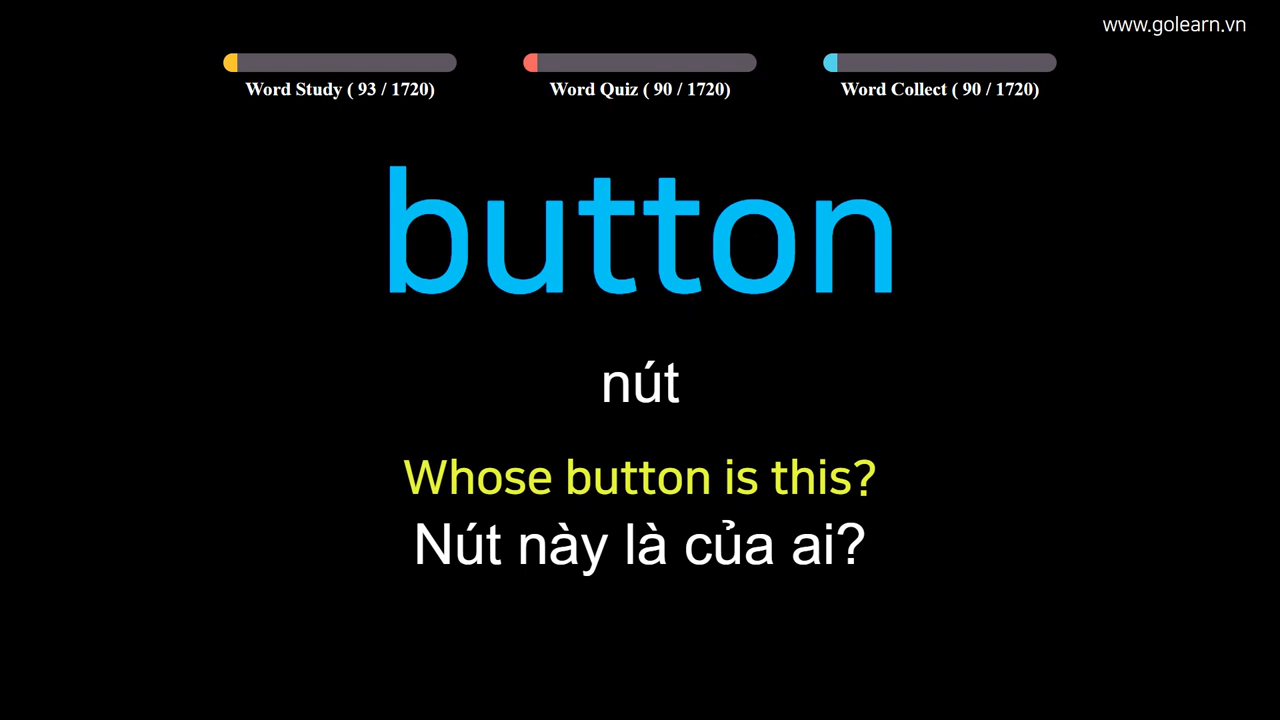 www.golearn.vn
Word Study ( 93 / 1720)
Word Quiz ( 90 / 1720)
Word Collect ( 90 / 1720)
button
nút
Whose button is this?
Nút này là của ai?